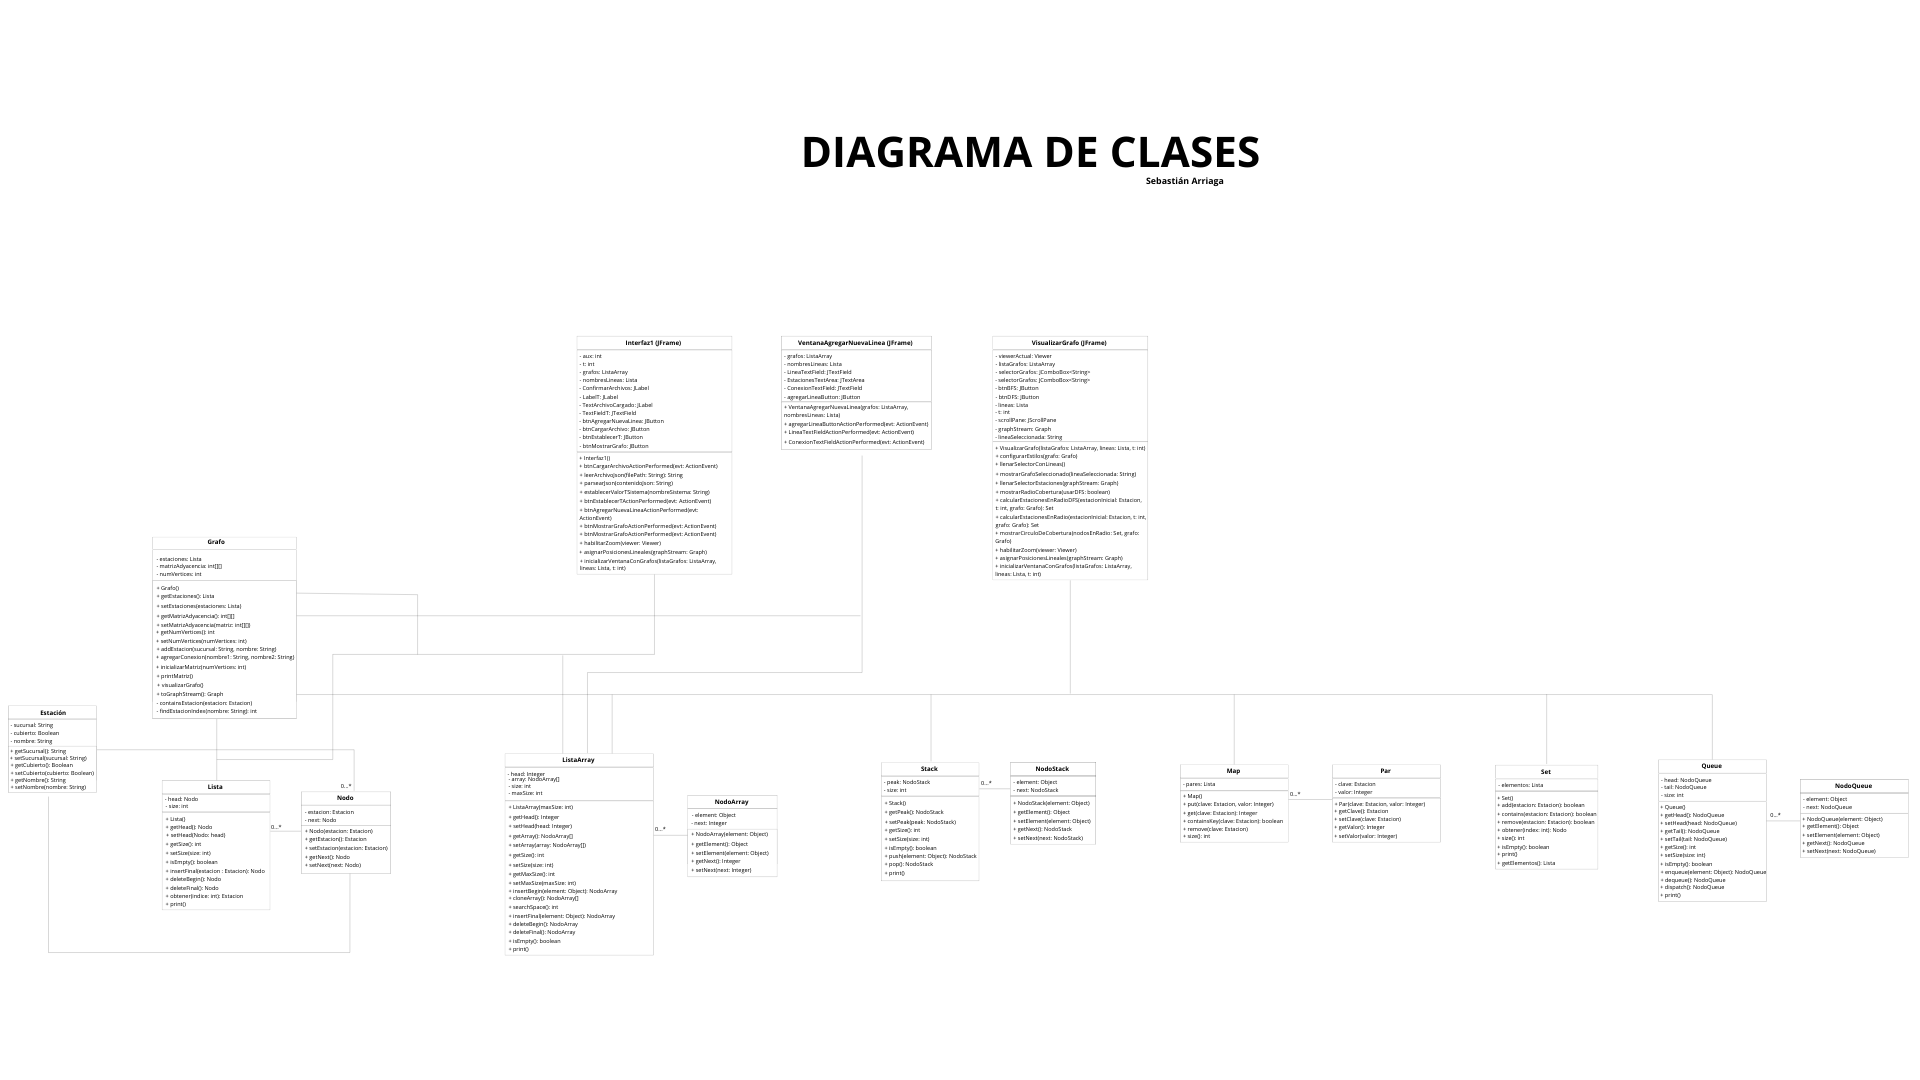 DIAGRAMA DE CLASES
Sebastián Arriaga
Interfaz1 (JFrame)
- aux: int
- t: int
- grafos: ListaArray
- nombresLineas: Lista
- ConfirmarArchivos: JLabel
- LabelT: JLabel
- TextArchivoCargado: JLabel
- TextFieldT: JTextField
- btnAgregarNuevaLinea: JButton
- btnCargarArchivo: JButton
- btnEstablecerT: JButton
- btnMostrarGrafo: JButton
+ Interfaz1()
+ btnCargarArchivoActionPerformed(evt: ActionEvent)
+ leerArchivoJson(filePath: String): String
+ parsearJson(contenidoJson: String)
+ establecerValorTSistema(nombreSistema: String)
+ btnEstablecerTActionPerformed(evt: ActionEvent)
+ btnAgregarNuevaLineaActionPerformed(evt:
ActionEvent)
+ btnMostrarGrafoActionPerformed(evt: ActionEvent)
+ btnMostrarGrafoActionPerformed(evt: ActionEvent)
+ habilitarZoom(viewer: Viewer)
+ asignarPosicionesLineales(graphStream: Graph)
+ inicializarVentanaConGrafos(listaGrafos: ListaArray,
lineas: Lista, t: int)
VentanaAgregarNuevaLinea (JFrame)
- grafos: ListaArray
- nombresLineas: Lista
- LineaTextField: JTextField
- EstacionesTextArea: JTextArea
- ConexionTextField: JTextField
- agregarLineaButton: JButton
+ VentanaAgregarNuevaLinea(grafos: ListaArray,
nombresLineas: Lista)
+ agregarLineaButtonActionPerformed(evt: ActionEvent)
+ LineaTextFieldActionPerformed(evt: ActionEvent)
+ ConexionTextFieldActionPerformed(evt: ActionEvent)
VisualizarGrafo (JFrame)
- viewerActual: Viewer
- listaGrafos: ListaArray
- selectorGrafos: JComboBox<String>
- selectorGrafos: JComboBox<String>
- btnBFS: JButton
- btnDFS: JButton
- lineas: Lista
- t: int
- scrollPane: JScrollPane
- graphStream: Graph
- lineaSeleccionada: String
+ VisualizarGrafo(listaGrafos: ListaArray, lineas: Lista, t: int)
+ configurarEstilos(grafo: Grafo)
+ llenarSelectorConLineas()
+ mostrarGrafoSeleccionado(lineaSeleccionada: String)
+ llenarSelectorEstaciones(graphStream: Graph)
+ mostrarRadioCobertura(usarDFS: boolean)
+ calcularEstacionesEnRadioDFS(estacionInicial: Estacion,
t: int, grafo: Grafo): Set
+ calcularEstacionesEnRadio(estacionInicial: Estacion, t: int,
grafo: Grafo): Set
+ mostrarCirculoDeCobertura(nodosEnRadio: Set, grafo:
Grafo)
+ habilitarZoom(viewer: Viewer)
+ asignarPosicionesLineales(graphStream: Graph)
+ inicializarVentanaConGrafos(listaGrafos: ListaArray,
lineas: Lista, t: int)
Grafo
- estaciones: Lista
- matrizAdyacencia: int[][]
- numVertices: int
+ Grafo()
+ getEstaciones(): Lista
+ setEstaciones(estaciones: Lista)
+ getMatrizAdyacencia(): int[][]
+ setMatrizAdyacencia(matriz: int[][])
+ getNumVertices(): int
+ setNumVertices(numVertices: int)
+ addEstacion(sucursal: String, nombre: String)
+ agregarConexion(nombre1: String, nombre2: String)
+ inicializarMatriz(numVertices: int)
+ printMatriz()
+ visualizarGrafo()
+ toGraphStream(): Graph
- containsEstacion(estacion: Estacion)
- findEstacionIndex(nombre: String): int
Estación
- sucursal: String
- cubierto: Boolean
- nombre: String
+ getSucursal(): String
+ setSucursal(sucursal: String)
+ getCubierto(): Boolean
+ setCubierto(cubierto: Boolean)
+ getNombre(): String
+ setNombre(nombre: String)
Lista
- head: Nodo
- size: int
+ Lista()
+ getHead(): Nodo
+ setHead(Nodo: head)
+ getSize(): int
+ setSize(size: int)
+ isEmpty(): boolean
+ insertFinal(estacion : Estacion): Nodo
+ deleteBegin(): Nodo
+ deleteFinal(): Nodo
+ obtener(indice: int): Estacion
+ print()
0...*
0...*
Nodo
- estacion: Estacion
- next: Nodo
+ Nodo(estacion: Estacion)
+ getEstacion(): Estacion
+ setEstacion(estacion: Estacion)
+ getNext(): Nodo
+ setNext(next: Nodo)
ListaArray
- head: Integer
- array: NodoArray[]
- size: int
- maxSize: int
+ ListaArray(maxSize: int)
+ getHead(): Integer
+ setHead(head: Integer)
+ getArray(): NodoArray[]
+ setArray(array: NodoArray[])
+ getSize(): int
+ setSize(size: int)
+ getMaxSize(): int
+ setMaxSize(maxSize: int)
+ insertBegin(element: Object): NodoArray
+ cloneArray(): NodoArray[]
+ searchSpace(): int
+ insertFinal(element: Object): NodoArray
+ deleteBegin(): NodoArray
+ deleteFinal(): NodoArray
+ isEmpty(): boolean
+ print()
0...*
NodoArray
- element: Object
- next: Integer
+ NodoArray(element: Object)
+ getElement(): Object
+ setElement(element: Object)
+ getNext(): Integer
+ setNext(next: Integer)
Stack
- peak: NodoStack
- size: int
+ Stack()
+ getPeak(): NodoStack
+ setPeak(peak: NodoStack)
+ getSize(): int
+ setSize(size: int)
+ isEmpty(): boolean
+ push(element: Object): NodoStack
+ pop(): NodoStack
+ print()
0...*
NodoStack
- element: Object
- next: NodoStack
+ NodoStack(element: Object)
+ getElement(): Object
+ setElement(element: Object)
+ getNext(): NodoStack
+ setNext(next: NodoStack)
Map
- pares: Lista
+ Map()
+ put(clave: Estacion, valor: Integer)
+ get(clave: Estacion): Integer
+ containsKey(clave: Estacion): boolean
+ remove(clave: Estacion)
+ size(): int
0...*
Par
- clave: Estacion
- valor: Integer
+ Par(clave: Estacion, valor: Integer)
+ getClave(): Estacion
+ setClave(clave: Estacion)
+ getValor(): Integer
+ setValor(valor: Integer)
Set
- elementos: Lista
+ Set()
+ add(estacion: Estacion): boolean
+ contains(estacion: Estacion): boolean
+ remove(estacion: Estacion): boolean
+ obtener(index: int): Nodo
+ size(): int
+ isEmpty(): boolean
+ print()
+ getElementos(): Lista
Queue
- head: NodoQueue
- tail: NodoQueue
- size: int
+ Queue()
+ getHead(): NodoQueue
+ setHead(head: NodoQueue)
+ getTail(): NodoQueue
+ setTail(tail: NodoQueue)
+ getSize(): int
+ setSize(size: int)
+ isEmpty(): boolean
+ enqueue(element: Object): NodoQueue
+ dequeue(): NodoQueue
+ dispatch(): NodoQueue
+ print()
0...*
NodoQueue
- element: Object
- next: NodoQueue
+ NodoQueue(element: Object)
+ getElement(): Object
+ setElement(element: Object)
+ getNext(): NodoQueue
+ setNext(next: NodoQueue)